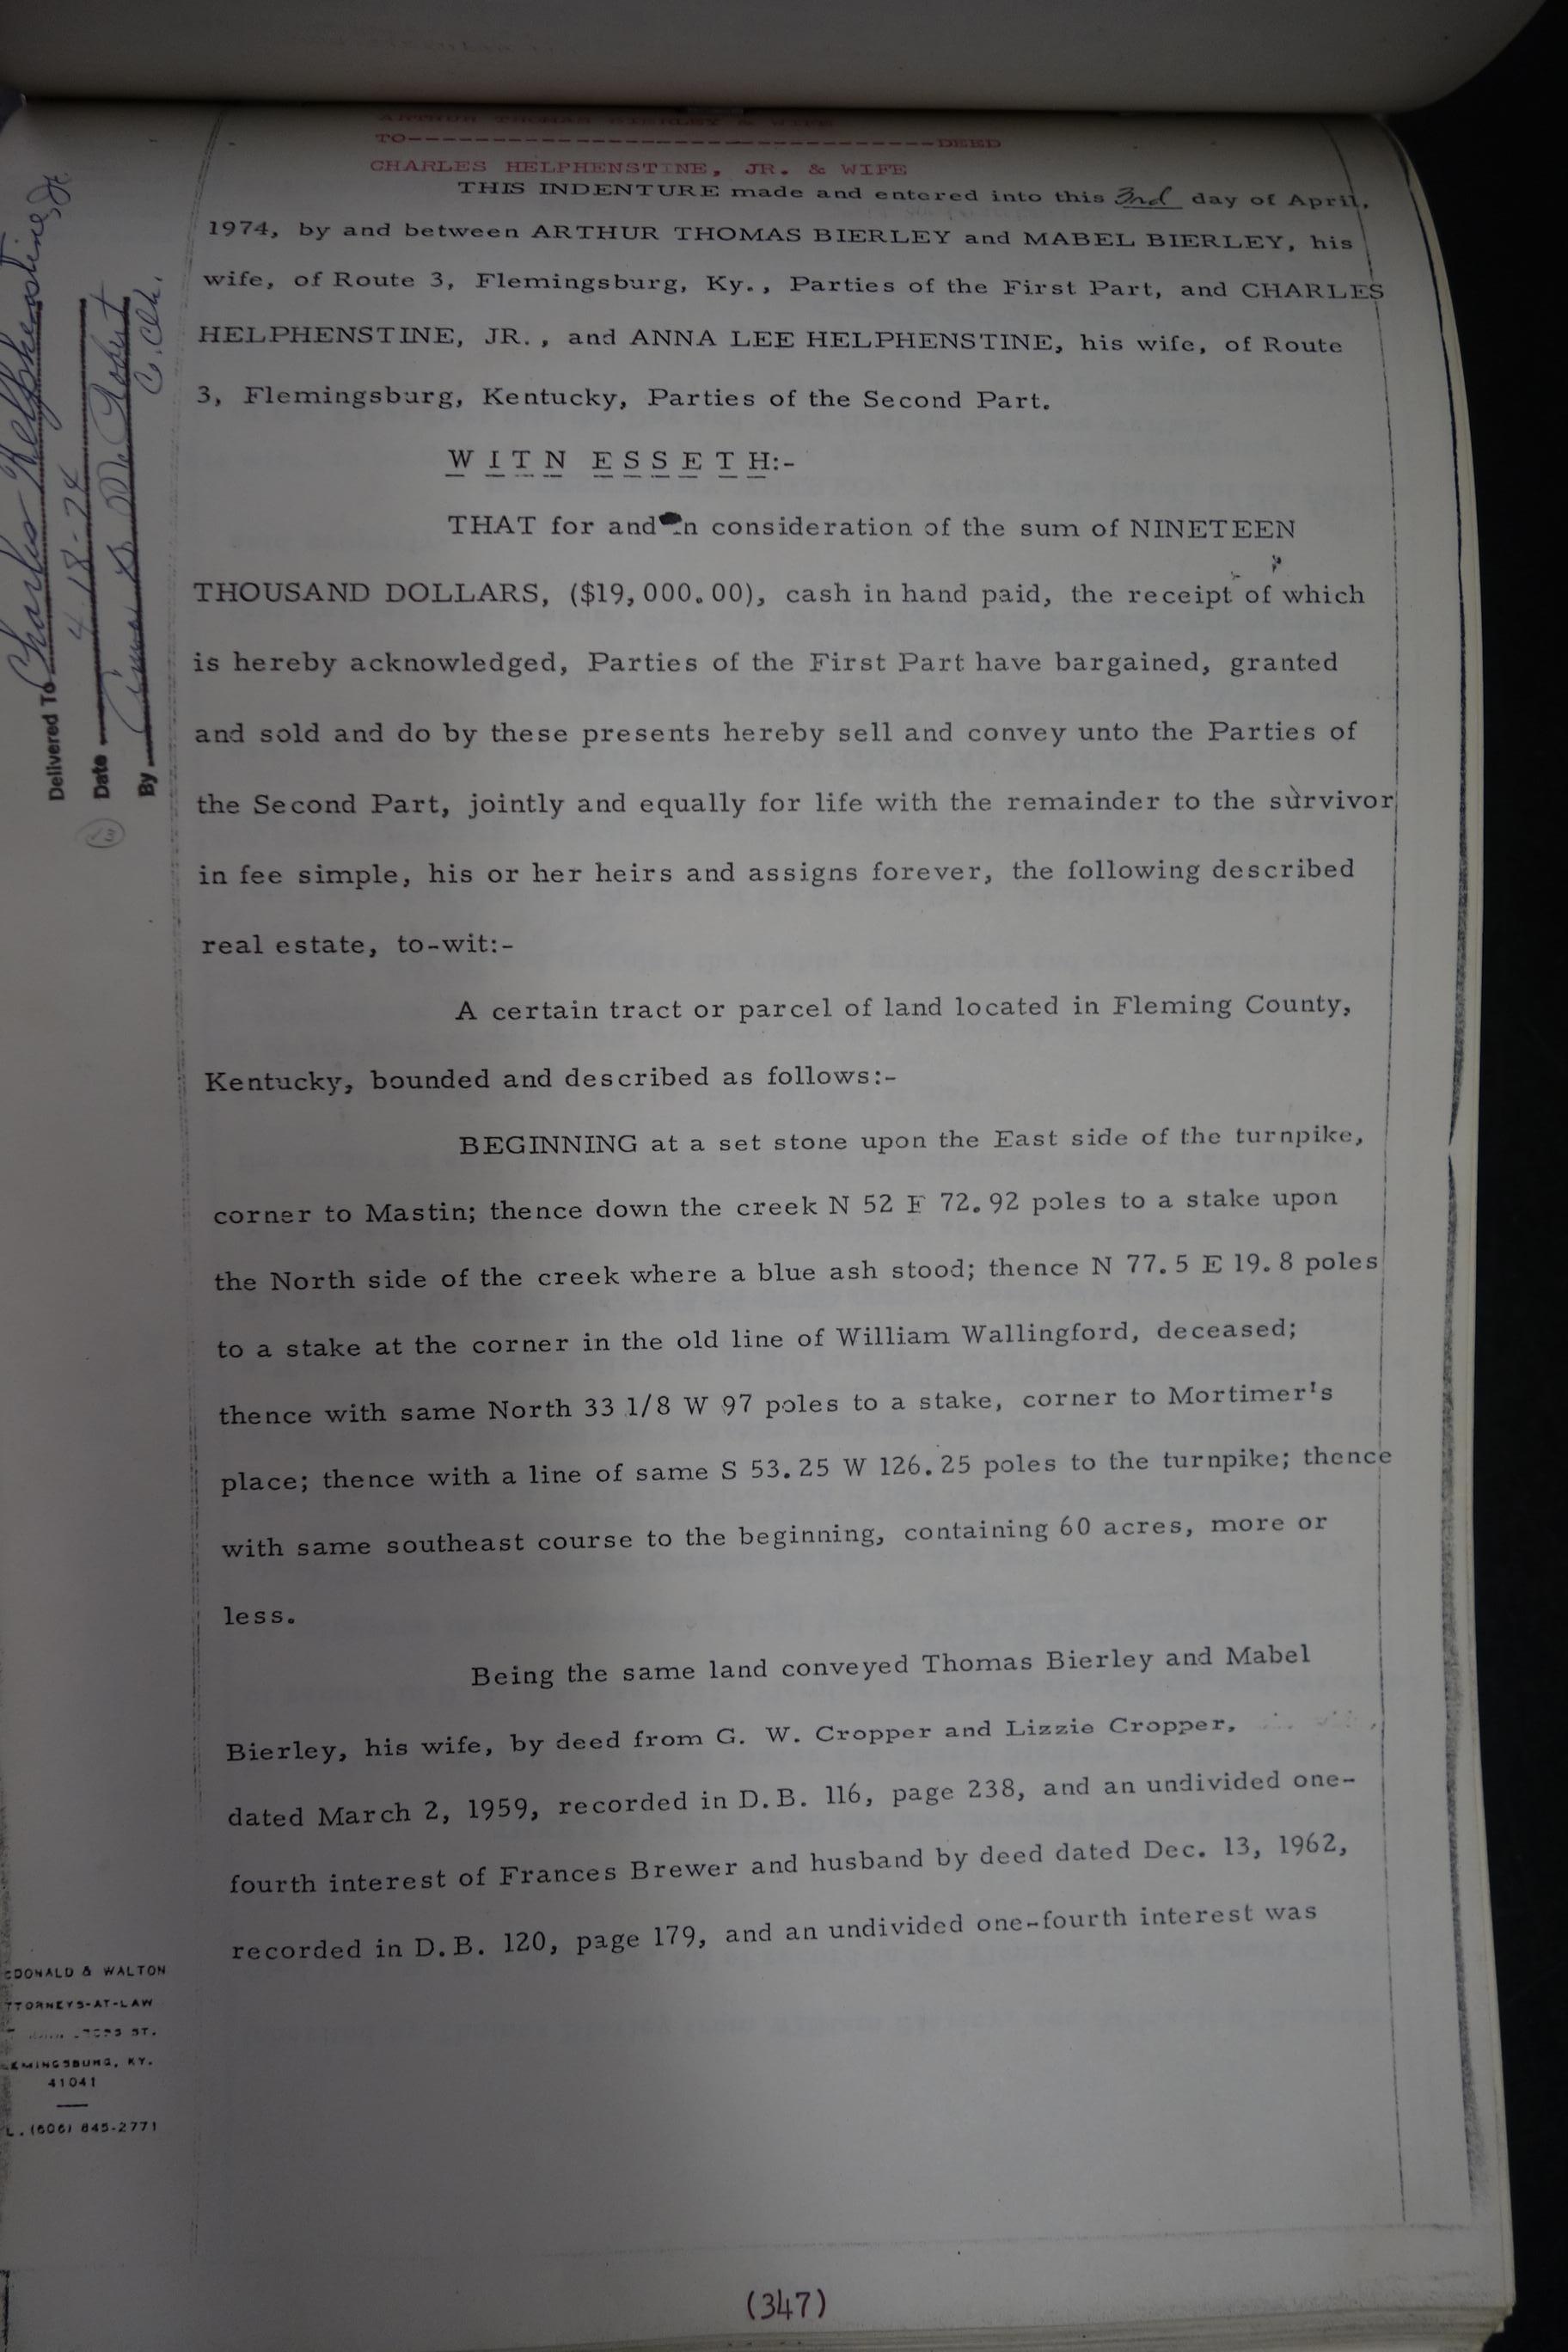 ARTHUR THOMAS BIERLEY & WIFE
TO----------------------------------DEED
CHARLES HELPHENSTINE, JR. & WIFE
THIS INDENTURE made and entered into this 3rd day of April,
1974, by and between ARTHUR THOMAS BIERLEY and MABEL BIERLEY, his
wife, of Route 3, Flemingsburg, Ky., Parties of the First Part, and CHARLES
HELPHENSTINE, JR., and ANNA LEE HELPHENSTINE, his wife, of Route
3, Flemingsburg, Kentucky, Parties of the Second Part.
W I T N E S S E T H:-
THAT for and in consideration of the sum of NINETEEN
THOUSAND DOLLARS, ($19,000.00), cash in hand paid, the receipt of which
is hereby acknowledged, Parties of the First Part have bargained, granted
and sold and do by these presents hereby sell and convey unto the Parties of
the Second Part, jointly and equally for life with the remainder to the survivor
in fee simple, his or her heirs and assigns forever, the following described
real estate, to-wit:-
A certain tract or parcel of land located in Fleming County,
Kentucky, bounded and described as follows:-
BEGINNING at a set stone upon the East side of the turnpike,
corner to Mastin; thence down the creek N 52 E 72.92 poles to a stake upon
the North side of the creek where a blue ash stood; thence N 77.5 E 19.8 poles
to a stake at the corner in the old line of William Wallingford, deceased;
thence with same North 33 1/8 W 97 poles to a stake, corner to Mortimer's
place; thence with a line of same S 53.25 W 126.25 poles to the turnpike; thence
with same southeast course to the beginning, containing 60 acres, more or
less.
Being the same land conveyed Thomas Bierley and Mabel
Bierley, his wife, by deed from G. W. Cropper and Lizzie Cropper,
dated March 2, 1959, recorded in D.B. 116, page 238, and an undivided one-
fourth interest of Frances Brewer and husband by deed dated Dec. 13, 1962,
recorded in D.B. 120, page 179, and an undivided one-fourth interest was
Delivered To Charles Helphenstine, Jr
Date 4-18-74
By
CDONALD & WALTON
TTORNEYS-AT-LAW
ST.
LEMINGSBURG, KY.
41041
L. (606) 845-2771
(347)